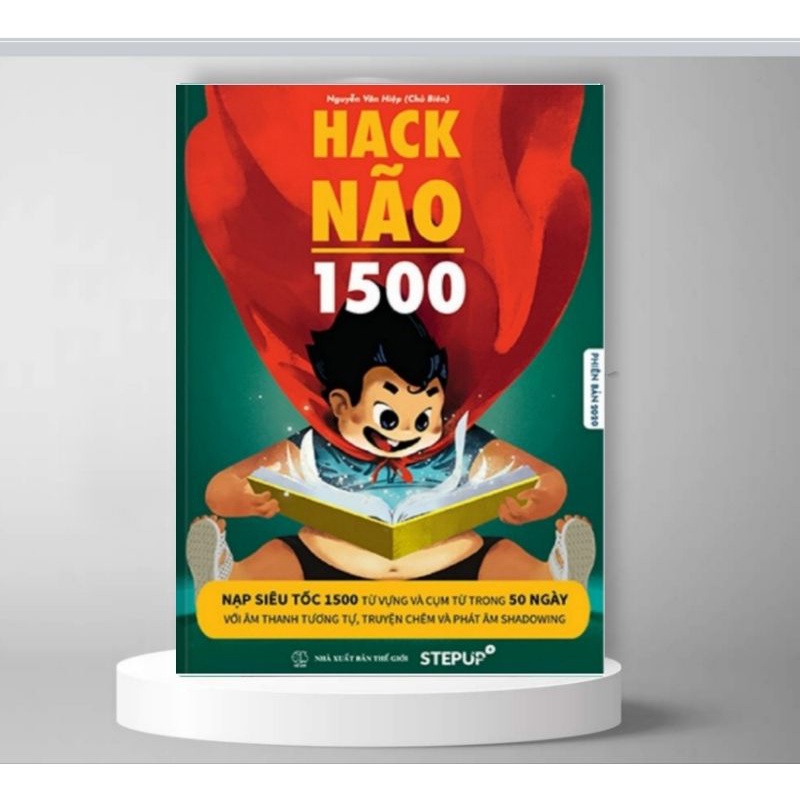 Nguyễn Văn Hiệp (Chủ Biên)
HACK
NÃO
1500
PHIÊN BẢN 2020
NẠP SIÊU TỐC 1500 TỪ VỰNG VÀ CỤM TỪ TRONG 50 NGÀY
VỚI ÂM THANH TƯƠNG TỰ, TRUYỆN CHÊM VÀ PHÁT ÂM SHADOWING
NHÀ XUẤT BẢN THẾ GIỚI
STEPUP